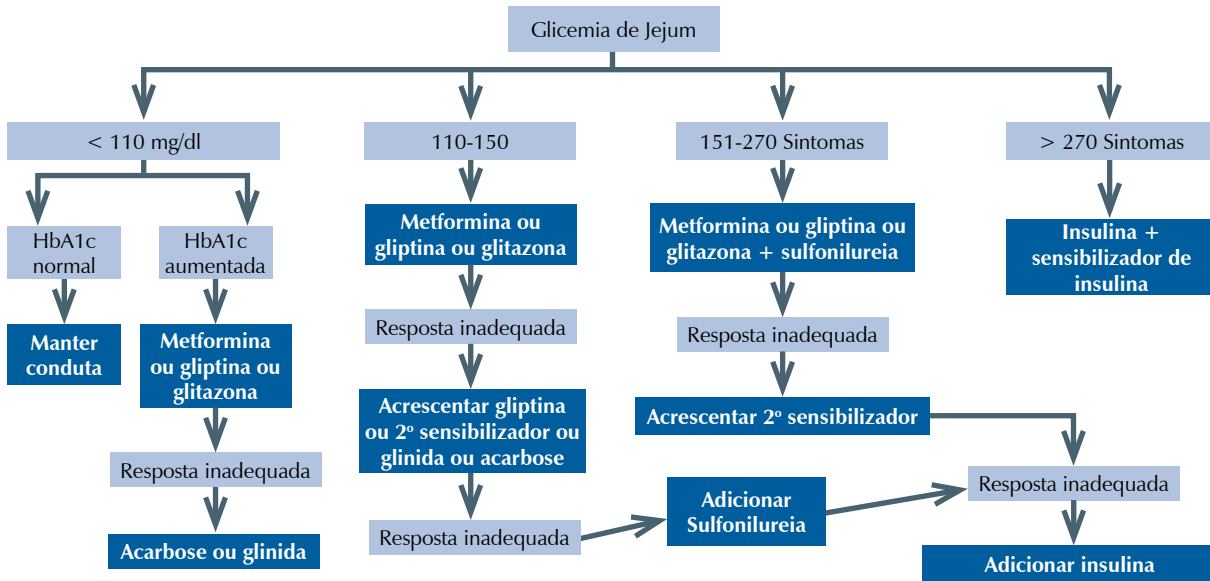 Glicemia de Jejum
< 110 mg/dl
110-150
151-270 Sintomas
> 270 Sintomas
HbA1c
normal
HbA1c
aumentada
Manter
conduta
Metformina
ou gliptina ou
glitazona
Resposta inadequada
Acarbose ou glinida
Metformina ou
gliptina ou glitazona
Resposta inadequada
Acrescentar gliptina
ou 2º sensibilizador ou
glinida ou acarbose
Resposta inadequada
Adicionar
Sulfonilureia
Metformina ou gliptina ou
glitazona + sulfonilureia
Resposta inadequada
Acrescentar 2º sensibilizador
Resposta inadequada
Adicionar insulina
Insulina +
sensibilizador de
insulina